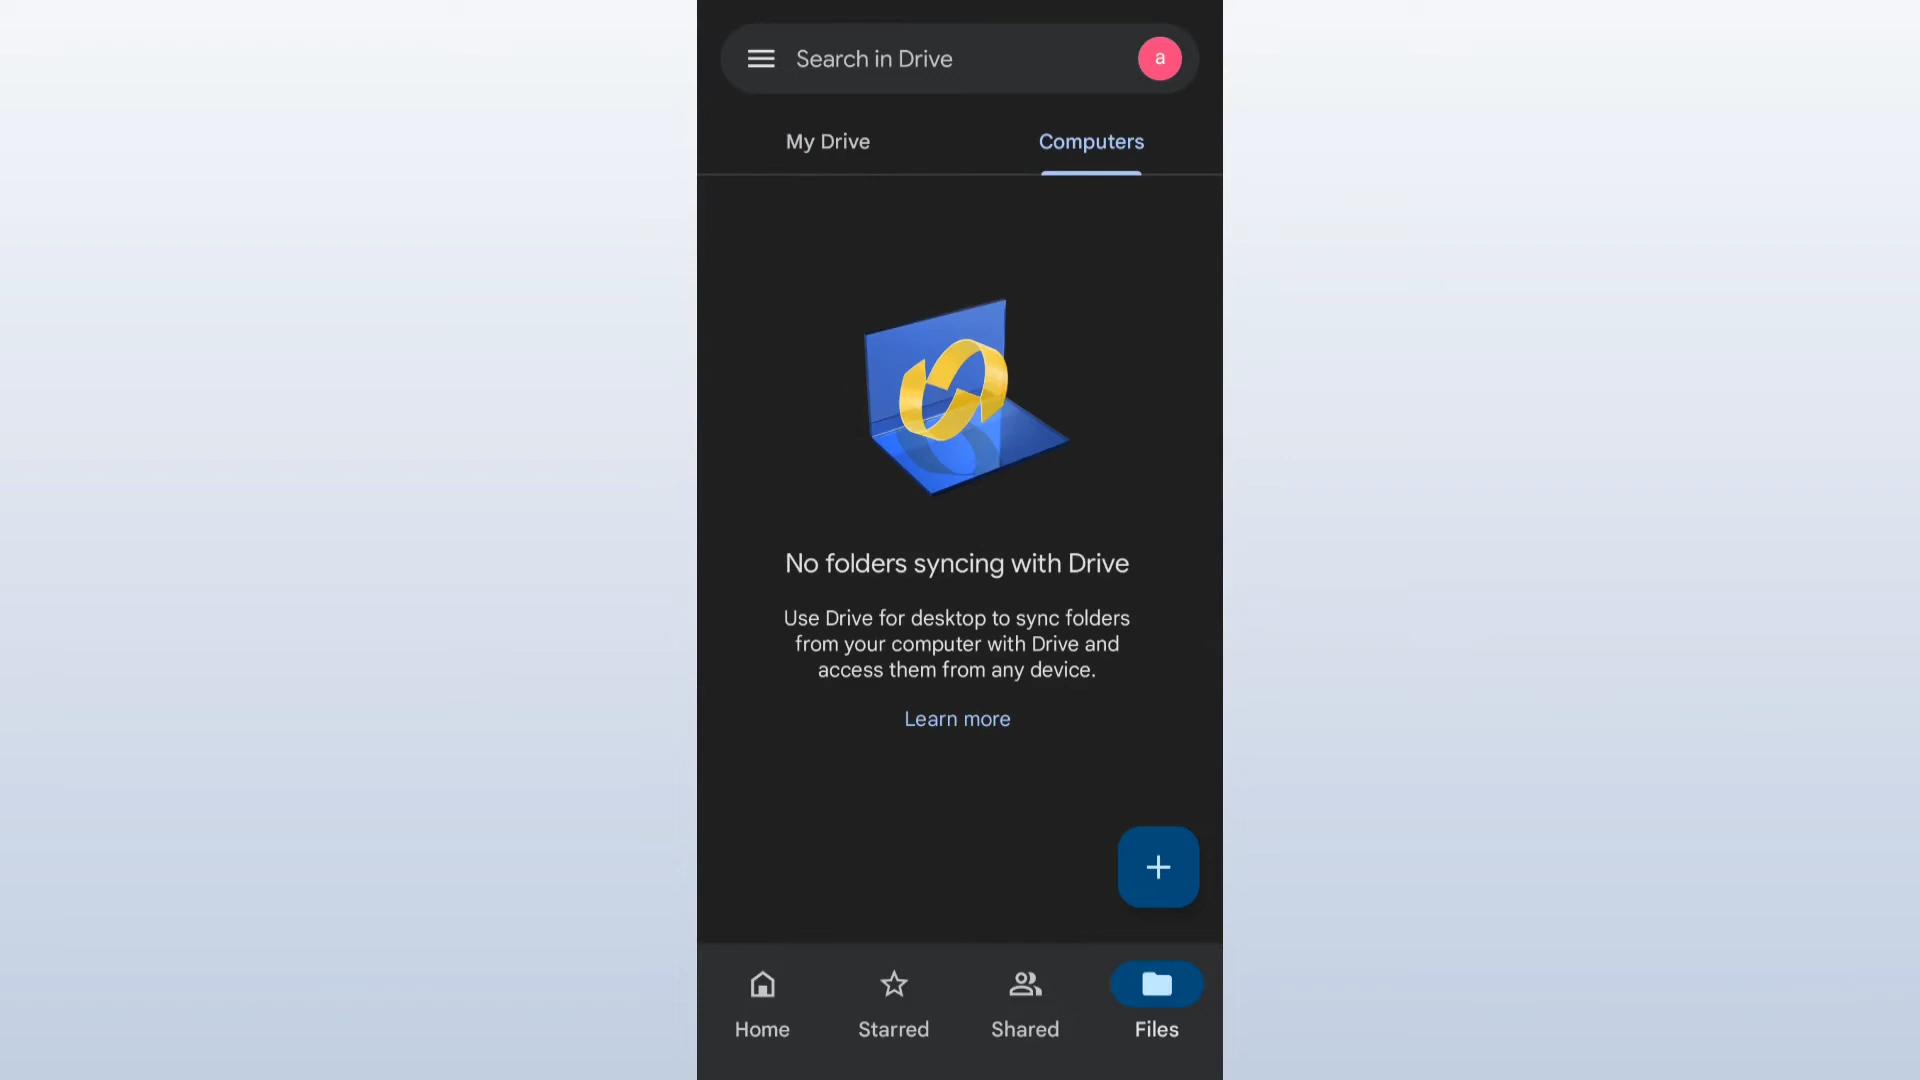 Search in Drive
a
My Drive
Computers
No folders syncing with Drive
Use Drive for desktop to sync folders
from your computer with Drive and
access them from any device.
Learn more
Home
Starred
Shared
Files